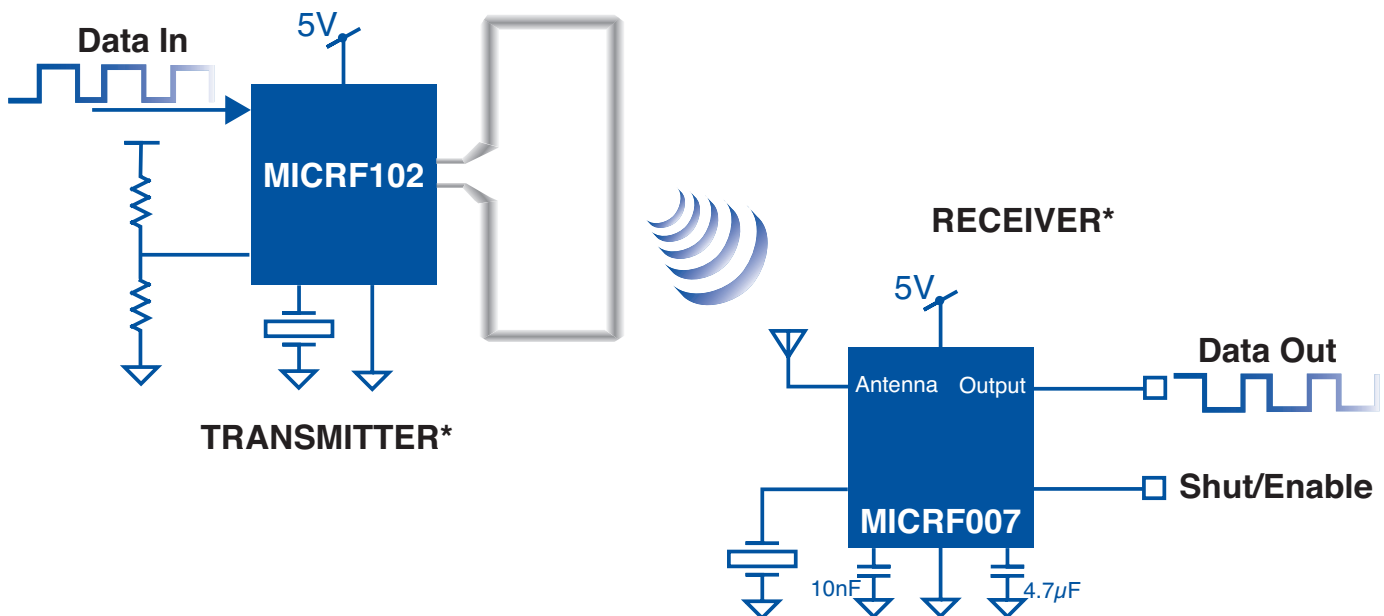 Data In
5V
MICRF102
TRANSMITTER*
RECEIVER*
5V
Antenna Output
Data Out
Shut/Enable
MICRF007
10nF
4.7µF